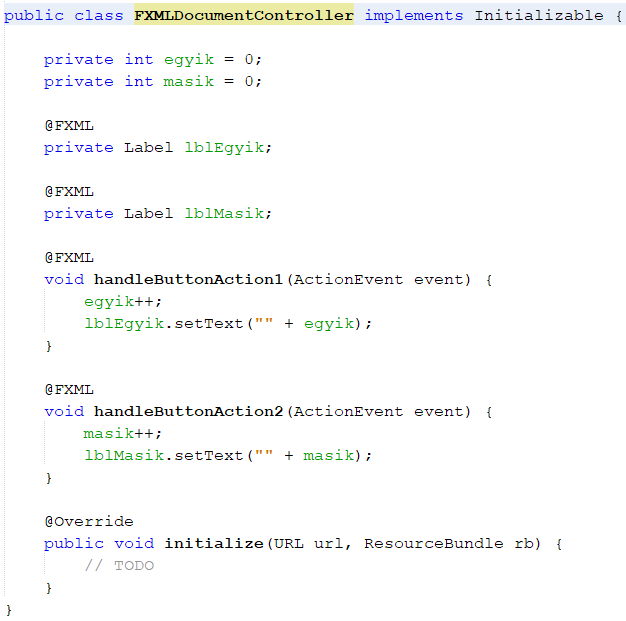 public class FXMLDocumentController implements Initializable {
private int egyik = 0;
private int masik = 0;
@FXML
private Label lblEgyik;
@FXML
private Label lblMasik;
@FXML
void handleButtonAction1(ActionEvent event) {
egyik++;
lblEgyik.setText("" + egyik);
}
@FXML
void handleButtonAction2(ActionEvent event) {
masik++;
lblMasik.setText("" + masik);
}
@Override
public void initialize(URL url, ResourceBundle rb) {
// TODO
}
}